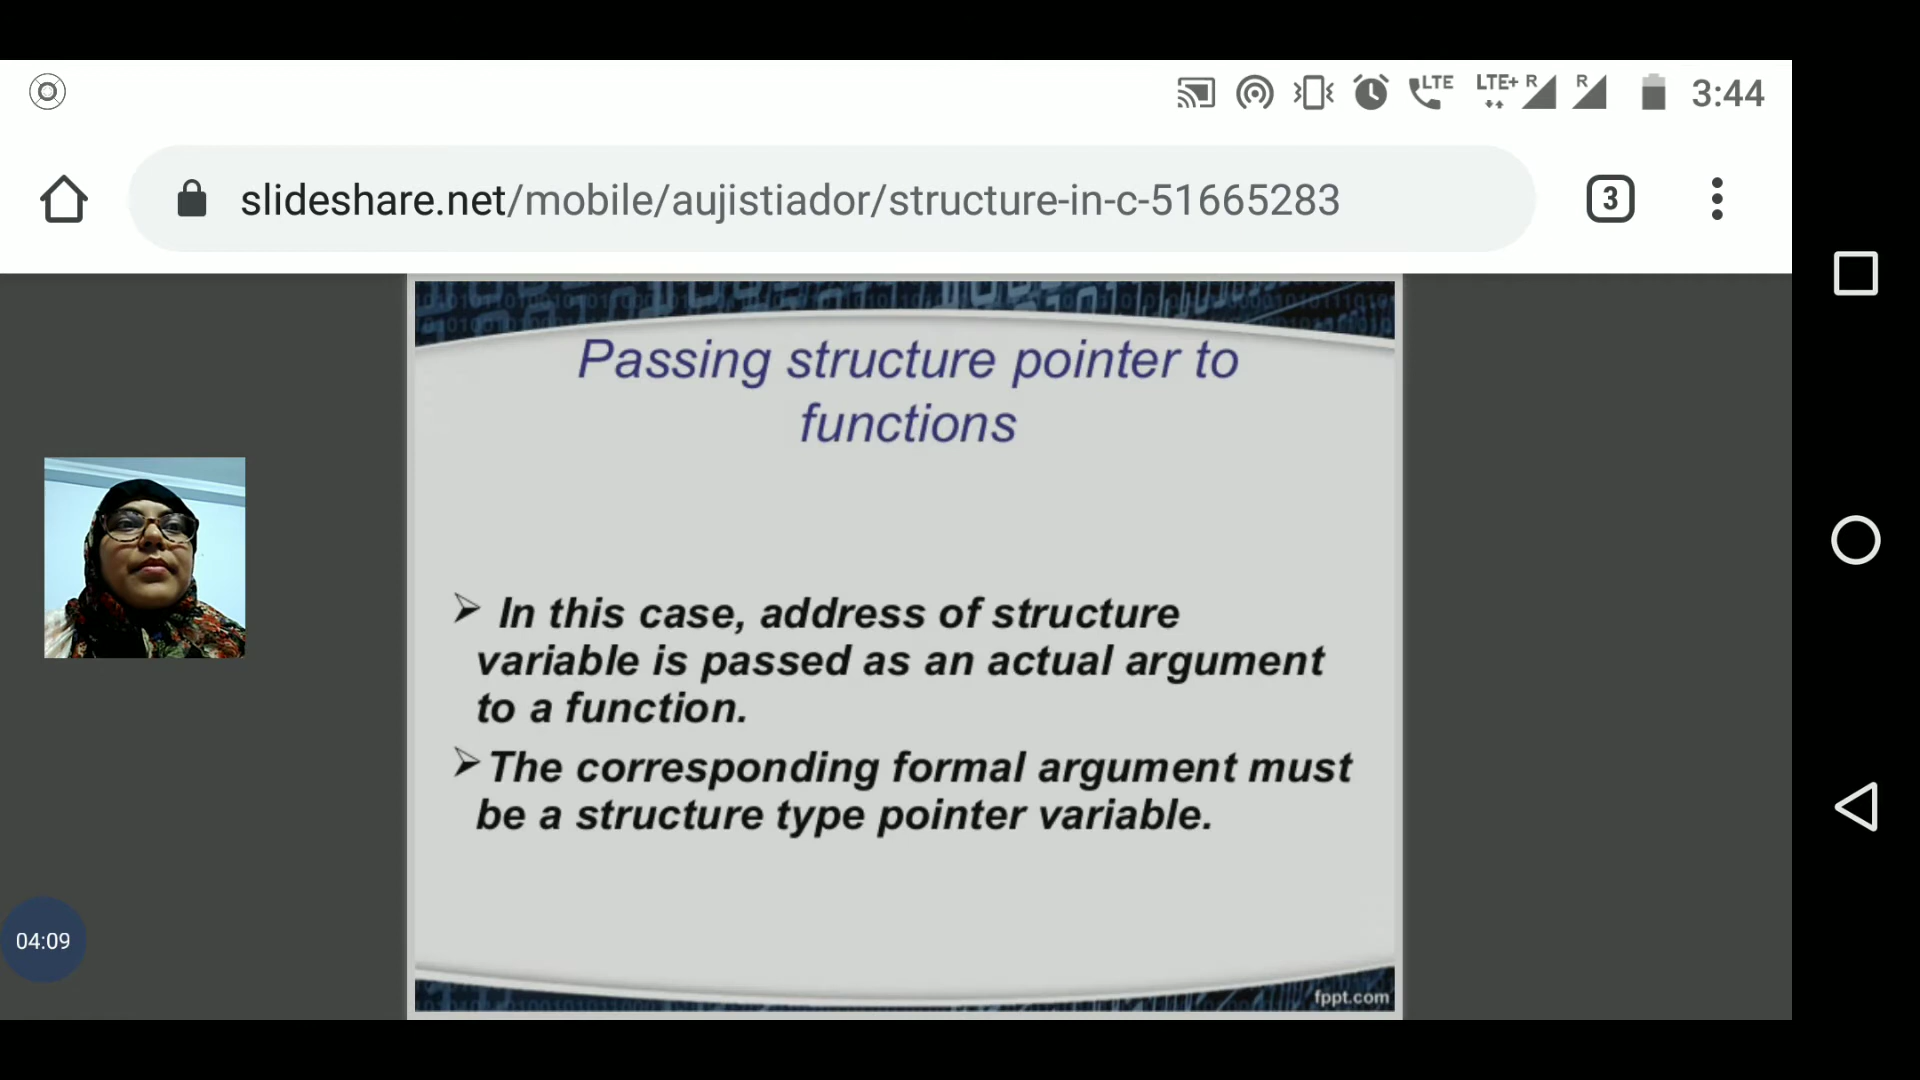 LTE LTE+ R R 3:44
slideshare.net/mobile/aujistiador/structure-in-c-51665283
3
Passing structure pointer to
functions
➢ In this case, address of structure
variable is passed as an actual argument
to a function.
➢ The corresponding formal argument must
be a structure type pointer variable.
04:09
fppt.com